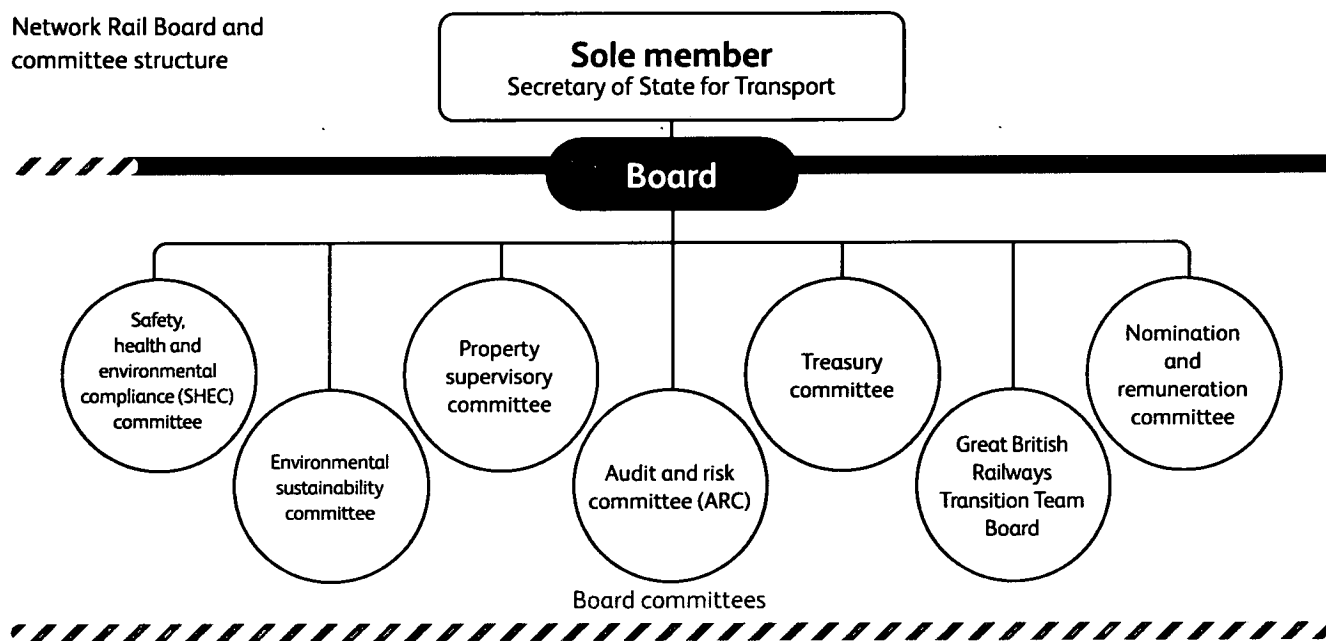 Network Rail Board and
committee structure
Sole member
Secretary of State for Transport
Board
Safety,
health and
environmental
compliance (SHEC)
committee
Environmental
sustainability
committee
Property
supervisory
committee
Audit and risk
committee (ARC)
Treasury
committee
Great British
Railways
Transition Team
Board
Nomination
and
remuneration
committee
Board committees